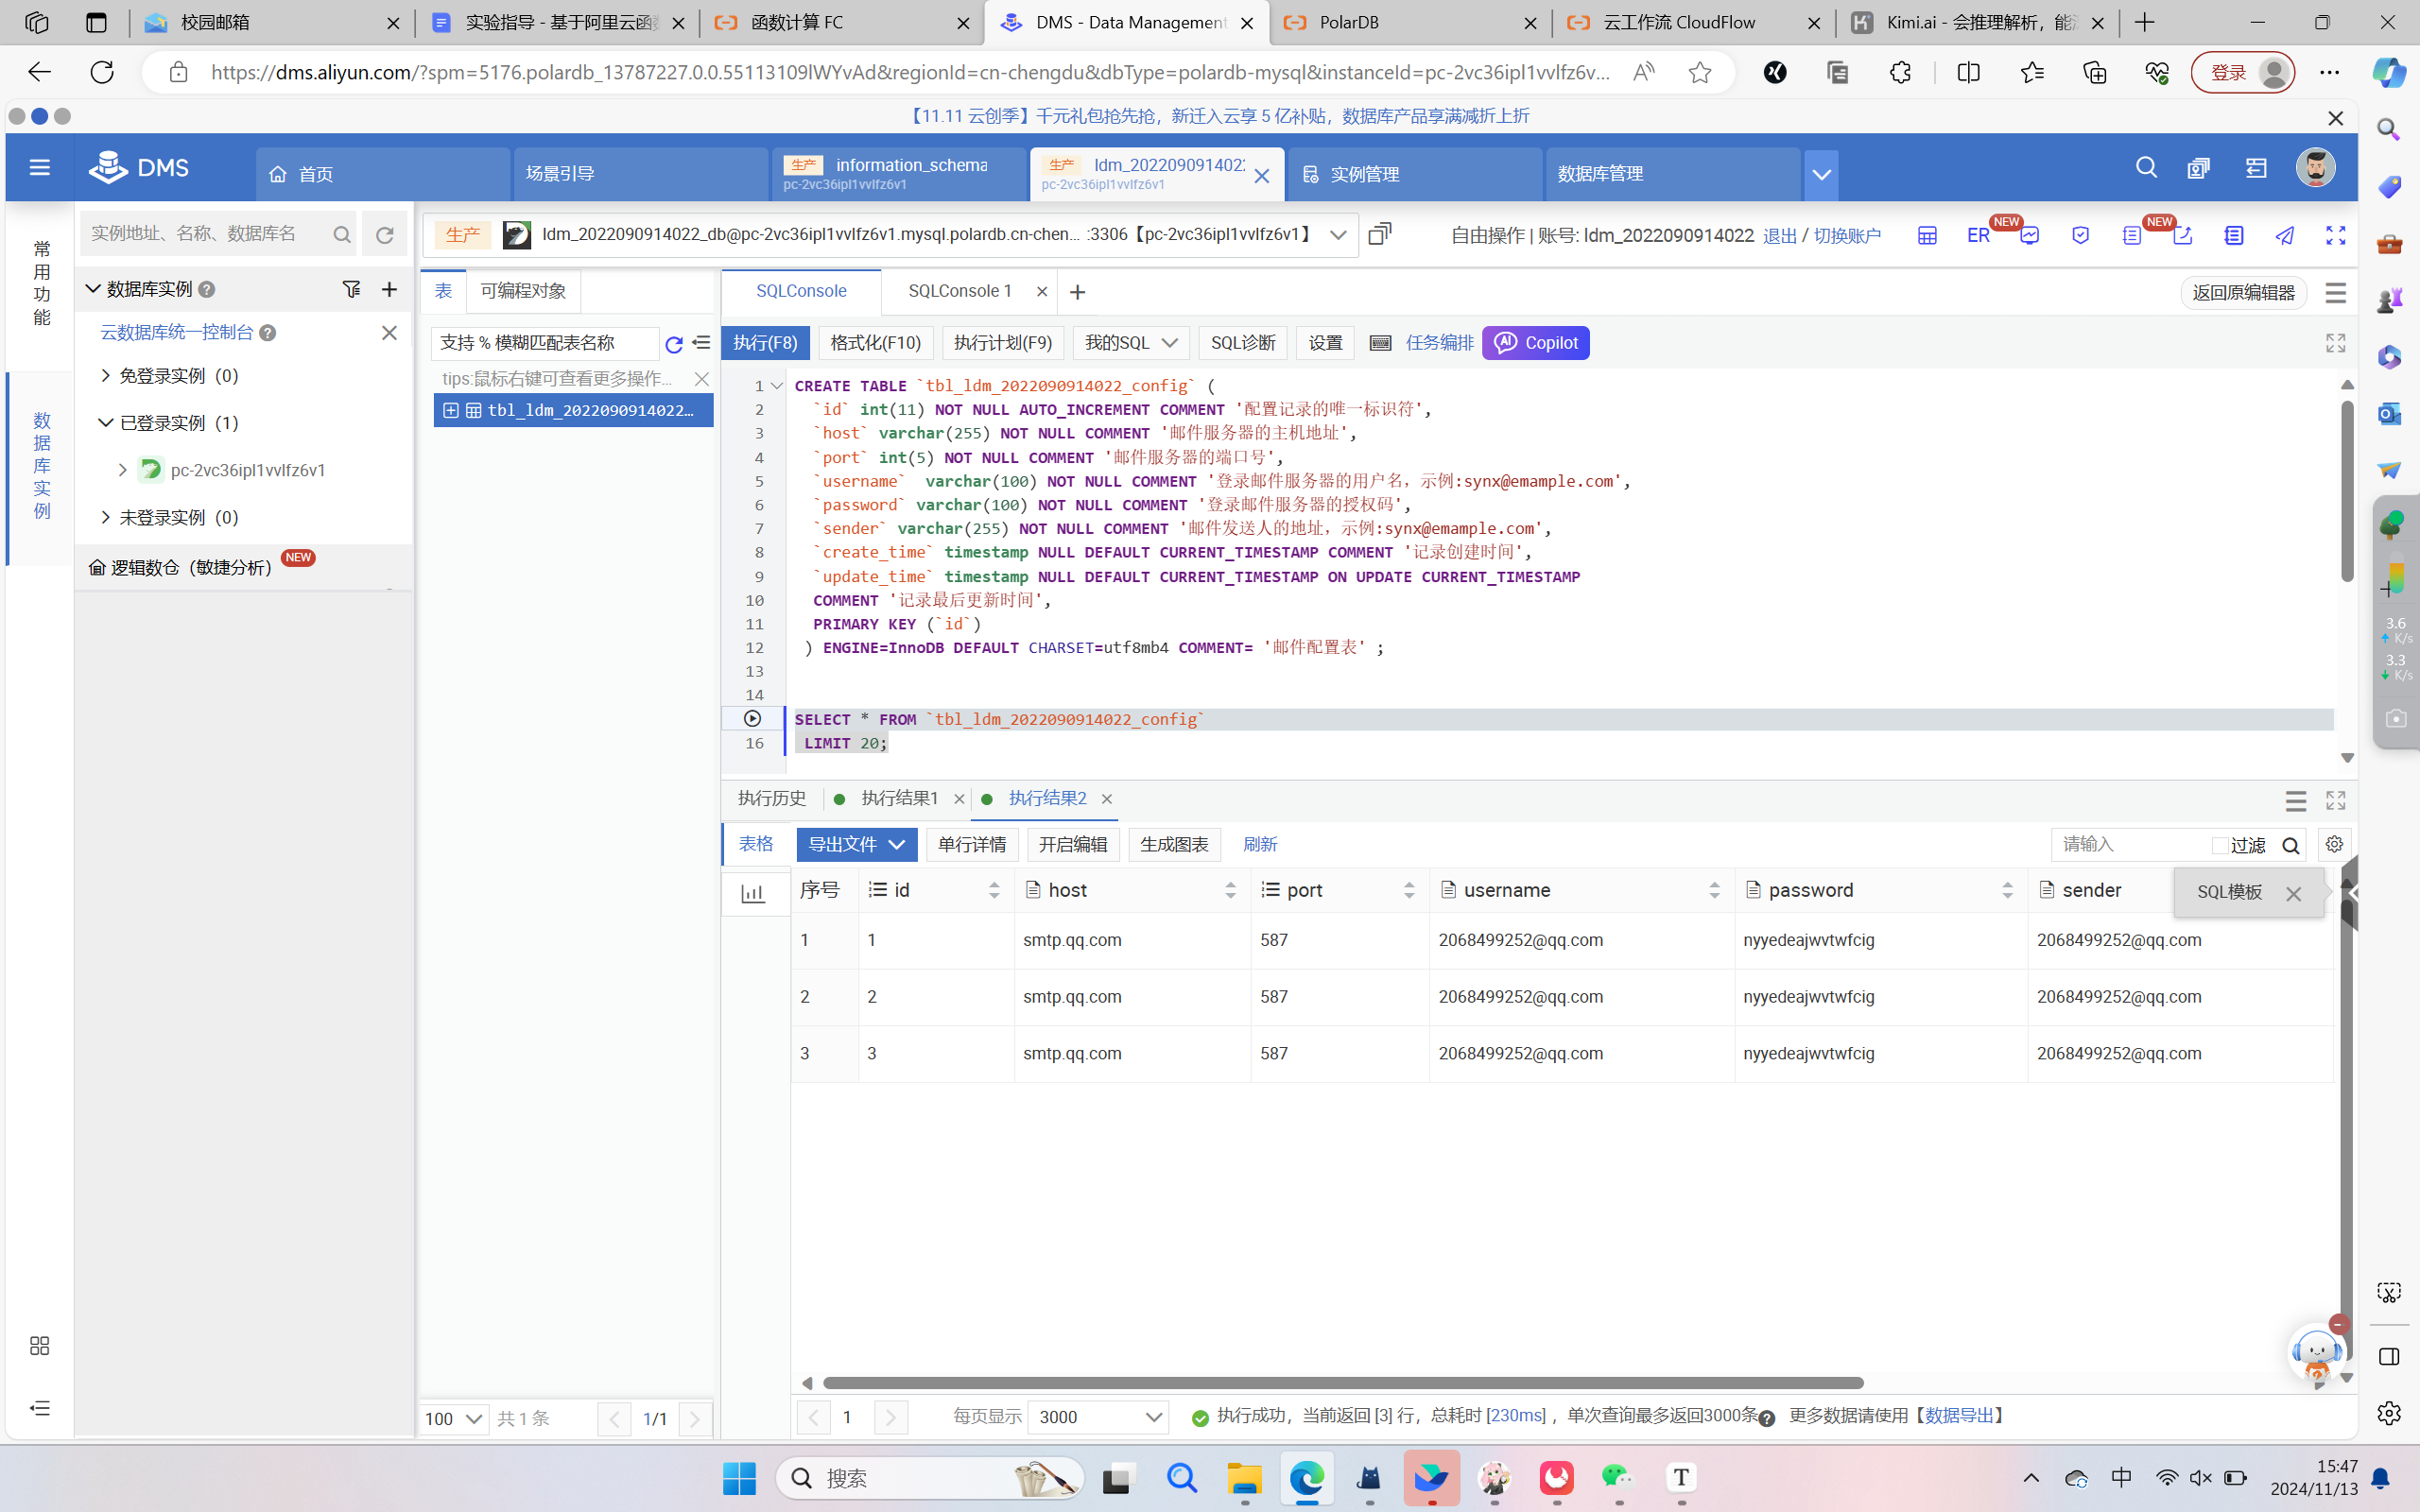 校园邮箱
实验指导 - 基于阿里云函数
函数计算 FC
DMS - Data Management
PolarDB
云工作流 CloudFlow
Kimi.ai - 会推理解析，能
https://dms.aliyun.com/?spm=5176.polardb_13787227.0.0.55113109lWYvAd&regionId=cn-chengdu&dbType=polardb-mysql&instanceId=pc-2vc36ipl1vvlfz6v...
登录
【11.11 云创季】千元礼包抢先抢，新迁入云享 5 亿补贴，数据库产品享满减折上折
DMS
首页
场景引导
生产 information_schema
pc-2vc36ipl1vvlfz6v1
生产 ldm_2022090914022
pc-2vc36ipl1vvlfz6v1
实例管理
数据库管理
常用功能
数据库实例
实例地址、名称、数据库名
数据库实例
云数据库统一控制台
免登录实例（0）
已登录实例（1）
pc-2vc36ipl1vvlfz6v1
未登录实例（0）
逻辑数仓（敏捷分析） NEW
生产 ldm_2022090914022_db@pc-2vc36ipl1vvlfz6v1.mysql.polardb.cn-chen... :3306【pc-2vc36ipl1vvlfz6v1】
自由操作 | 账号: ldm_2022090914022 退出 / 切换账户
ER NEW NEW
表 可编程对象
支持 % 模糊匹配表名称
tips:鼠标右键可查看更多操作...
tbl_ldm_2022090914022...
SQLConsole SQLConsole 1
返回原编辑器
执行(F8) 格式化(F10) 执行计划(F9) 我的SQL SQL诊断 设置 任务编排 Copilot
1 CREATE TABLE `tbl_ldm_2022090914022_config` (
2 `id` int(11) NOT NULL AUTO_INCREMENT COMMENT '配置记录的唯一标识符',
3 `host` varchar(255) NOT NULL COMMENT '邮件服务器的主机地址',
4 `port` int(5) NOT NULL COMMENT '邮件服务器的端口号',
5 `username`  varchar(100) NOT NULL COMMENT '登录邮件服务器的用户名，示例:synx@emample.com',
6 `password` varchar(100) NOT NULL COMMENT '登录邮件服务器的授权码',
7 `sender` varchar(255) NOT NULL COMMENT '邮件发送人的地址，示例:synx@emample.com',
8 `create_time` timestamp NULL DEFAULT CURRENT_TIMESTAMP COMMENT '记录创建时间',
9 `update_time` timestamp NULL DEFAULT CURRENT_TIMESTAMP ON UPDATE CURRENT_TIMESTAMP
10 COMMENT '记录最后更新时间',
11 PRIMARY KEY (`id`)
12 ) ENGINE=InnoDB DEFAULT CHARSET=utf8mb4 COMMENT= '邮件配置表' ;
13
14
SELECT * FROM `tbl_ldm_2022090914022_config`
16 LIMIT 20;
执行历史 执行结果1 执行结果2
表格 导出文件 单行详情 开启编辑 生成图表 刷新
请输入 过滤
序号 id host port username password sender
SQL模板
1 1 smtp.qq.com 587 2068499252@qq.com nyyedeajwvtwfcig 2068499252@qq.com
2 2 smtp.qq.com 587 2068499252@qq.com nyyedeajwvtwfcig 2068499252@qq.com
3 3 smtp.qq.com 587 2068499252@qq.com nyyedeajwvtwfcig 2068499252@qq.com
100 共 1 条 1/1
1 每页显示 3000 执行成功，当前返回 [3] 行，总耗时 [230ms] ，单次查询最多返回3000条 更多数据请使用【数据导出】
3.6
K/s
3.3
K/s
搜索
中
15:47
2024/11/13